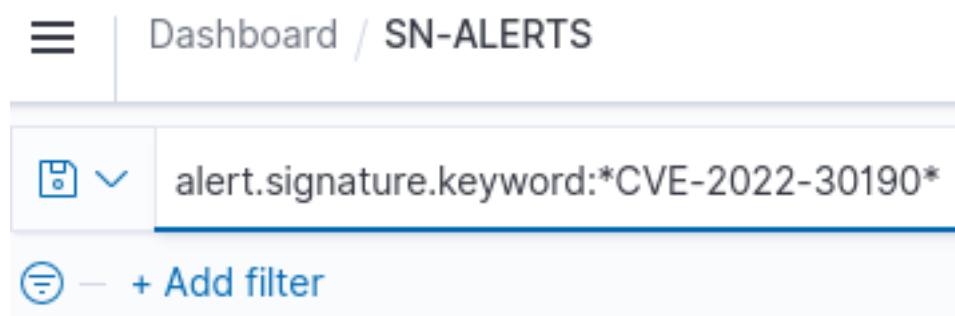 Dashboard / SN-ALERTS
alert.signature.keyword:*CVE-2022-30190*
+ Add filter